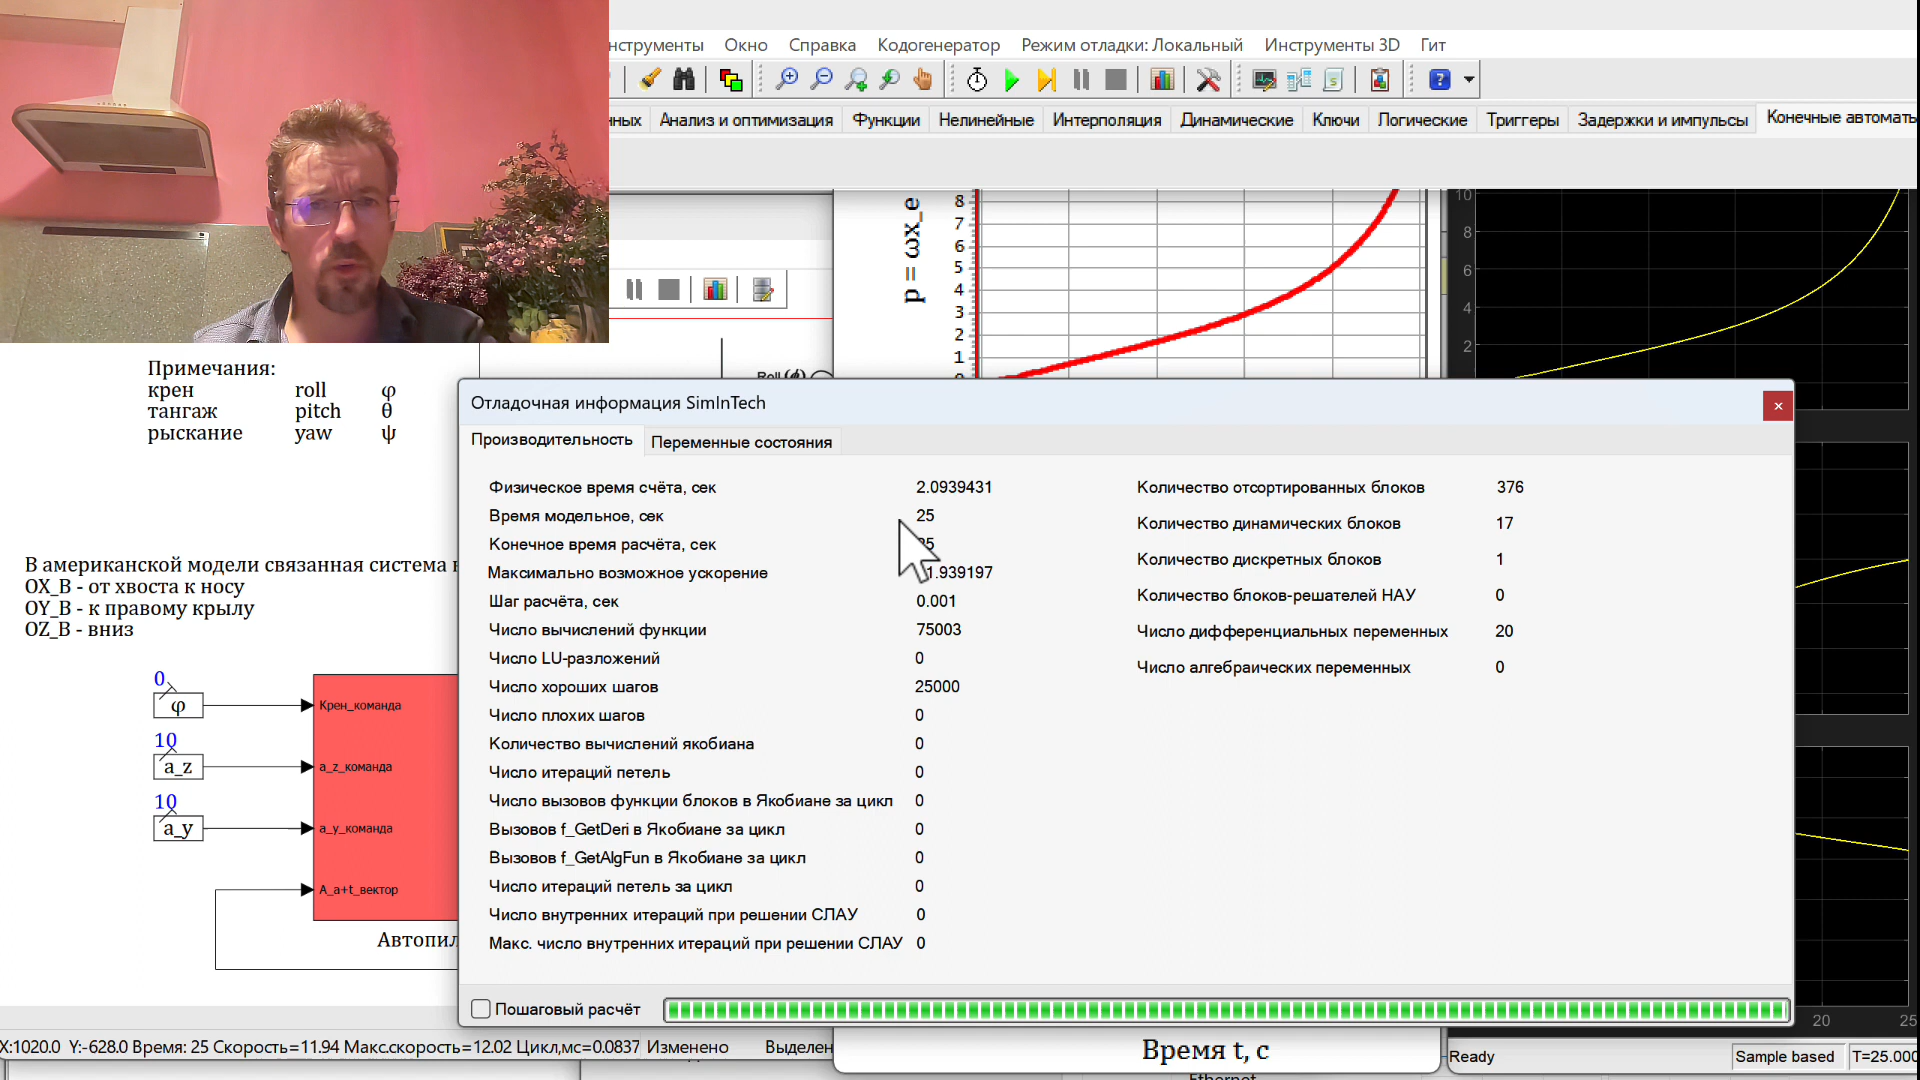 нструменты Окно Справка Кодогенератор Режим отладки: Локальный Инструменты 3D Гит
нных Анализ и оптимизация Функции Нелинейные Интерполяция Динамические Ключи Логические Триггеры Задержки и импульсы Конечные автомать
p = ωx_e
8
7
6
5
4
3
2
1
10
8
6
4
2
Roll (ϕ)
Примечания:
крен roll φ
тангаж pitch θ
рыскание yaw ψ
В американской модели связанная система
OX_B - от хвоста к носу
OY_B - к правому крылу
OZ_B - вниз
0
φ
Крен_команда
10
a_z
a_z_команда
10
a_y
a_y_команда
A_a+t_вектор
Автопил
Отладочная информация SimInTech
Производительность Переменные состояния
Физическое время счёта, сек 2.0939431
Время модельное, сек 25
Конечное время расчёта, сек 25
Максимально возможное ускорение 1.939197
Шаг расчёта, сек 0.001
Число вычислений функции 75003
Число LU-разложений 0
Число хороших шагов 25000
Число плохих шагов 0
Количество вычислений якобиана 0
Число итераций петель 0
Число вызовов функции блоков в Якобиане за цикл 0
Вызовов f_GetDeri в Якобиане за цикл 0
Вызовов f_GetAlgFun в Якобиане за цикл 0
Число итераций петель за цикл 0
Число внутренних итераций при решении СЛАУ 0
Макс. число внутренних итераций при решении СЛАУ 0
Количество отсортированных блоков 376
Количество динамических блоков 17
Количество дискретных блоков 1
Количество блоков-решателей НАУ 0
Число дифференциальных переменных 20
Число алгебраических переменных 0
Пошаговый расчёт
20 25
X:1020.0 Y:-628.0 Время: 25 Скорость=11.94 Макс.скорость=12.02 Цикл,мс=0.0837 Изменено Выделен
Время t, с
Ready Sample based T=25.000
Ethernet